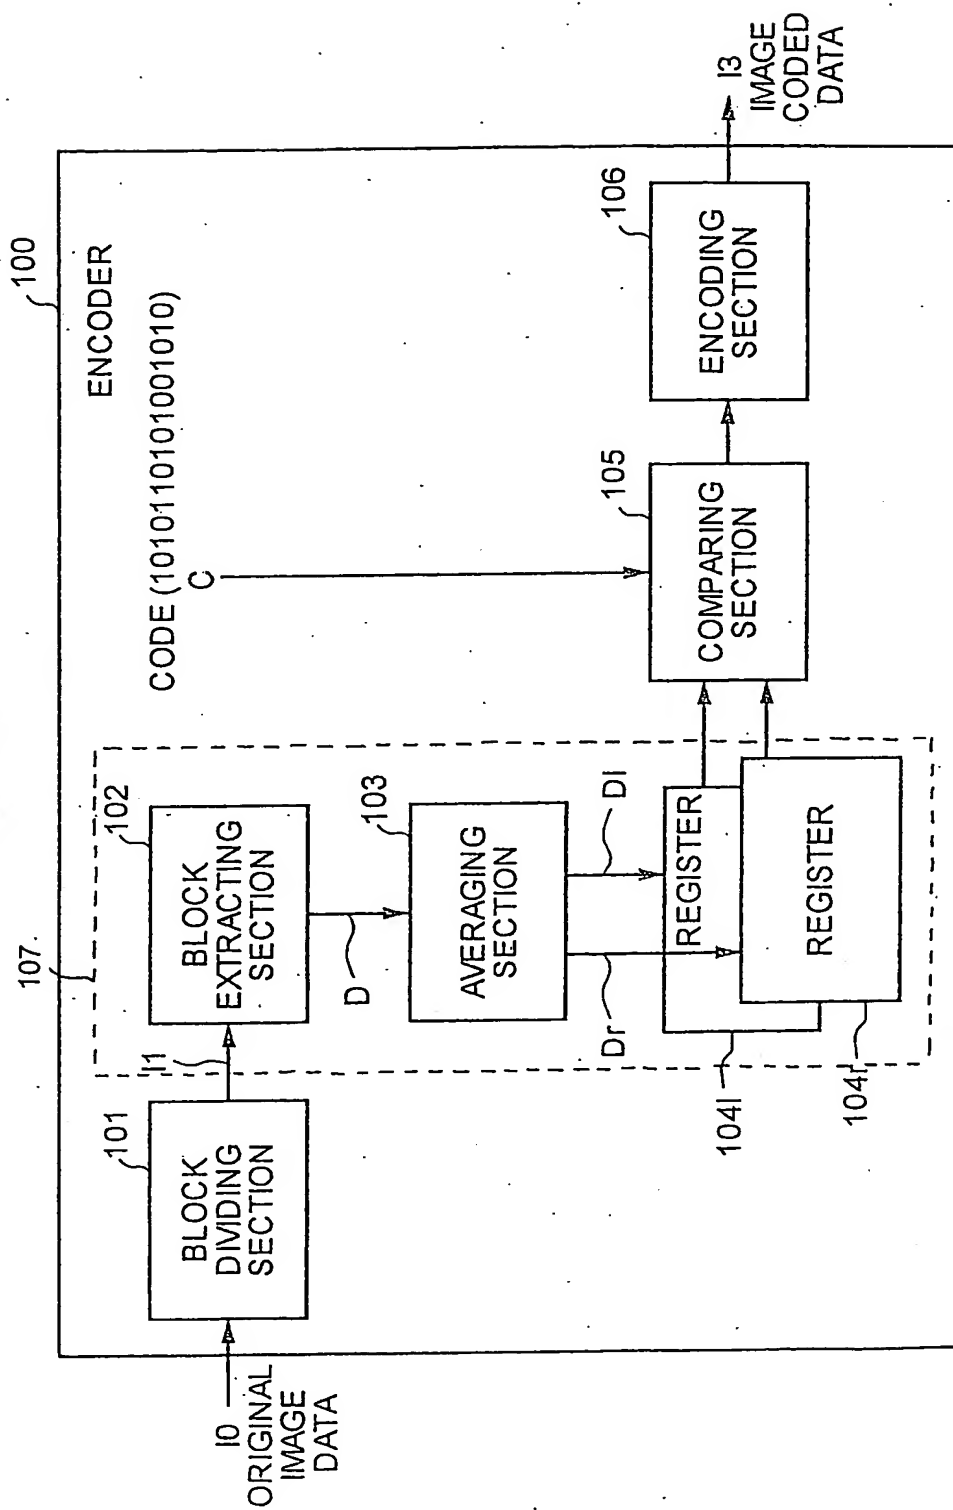 100
ENCODER
CODE (1010110101001010)
C
107
101
BLOCK
DIVIDING
SECTION
I0
ORIGINAL
IMAGE
DATA
I1
102
BLOCK
EXTRACTING
SECTION
D
103
AVERAGING
SECTION
Dr
Dl
REGISTER
REGISTER
104l
104r
105
COMPARING
SECTION
106
ENCODING
SECTION
I3
IMAGE
CODED
DATA